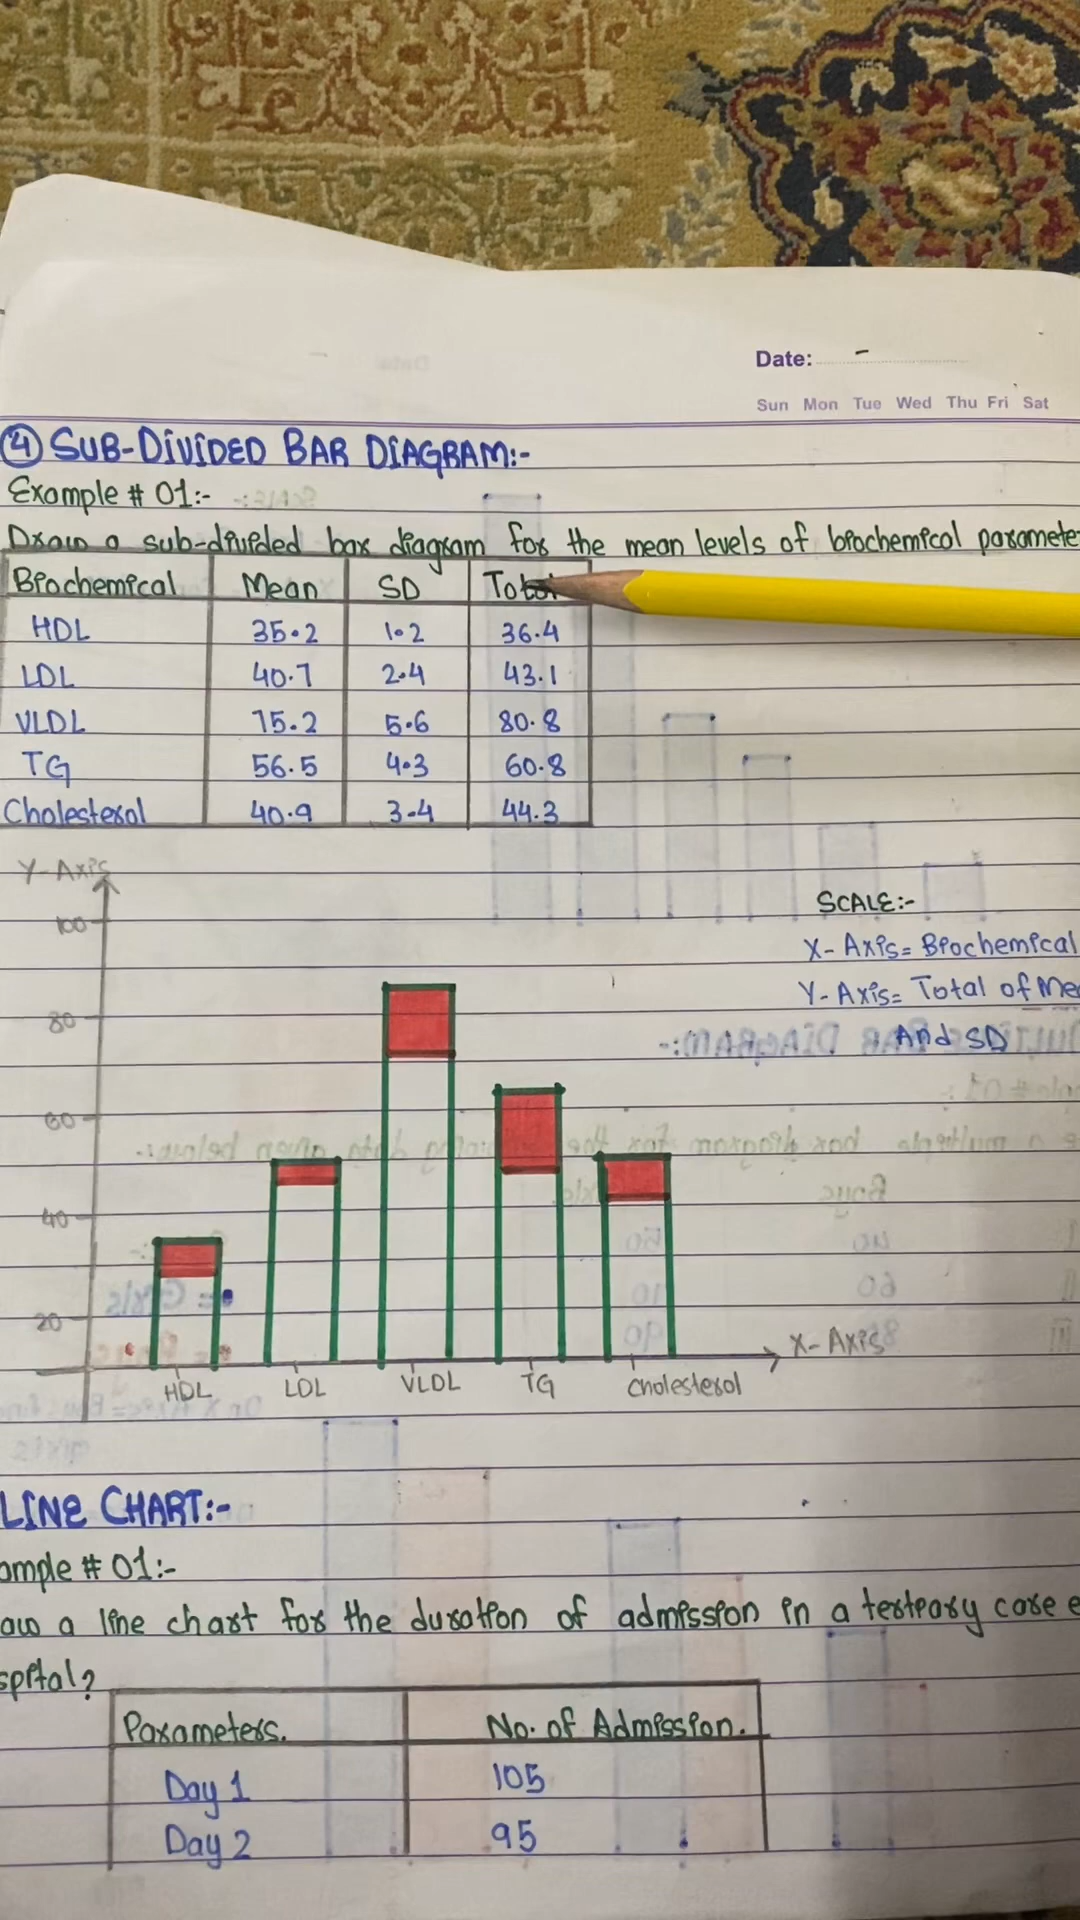 Date:
Sun Mon Tue Wed Thu Fri Sat
④ SUB-DIVIDED BAR DIAGRAM:-
Example # 01:-
Draw a sub-divided bar diagram for the mean levels of biochemical paramete
Biochemical Mean SD Total
HDL 35.2 1.2 36.4
LDL 40.7 2.4 43.1
VLDL 75.2 5.6 80.8
TG 56.5 4.3 60.8
Cholesterol 40.9 3.4 44.3
Y-Axis
100
80
60
40
20
SCALE:-
X-Axis= Biochemical
Y-Axis= Total of Me
And SD
X-Axis
HDL LDL VLDL TG Cholesterol
LINE CHART:-
ample # 01:-
aw a line chart for the duration of admission in a testeary care
spital?
Parameters. No. of Admission.
Day 1 105
Day 2 95